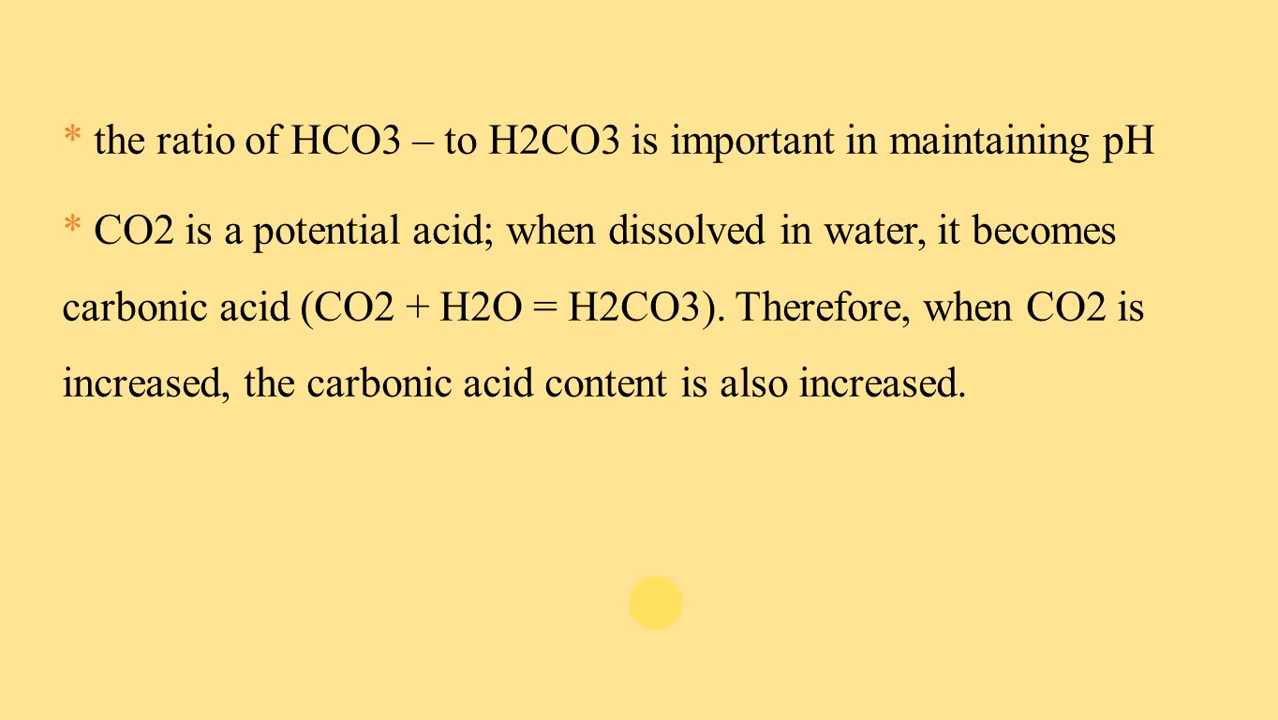 * the ratio of HCO3 – to H2CO3 is important in maintaining pH
* CO2 is a potential acid; when dissolved in water, it becomes
carbonic acid (CO2 + H2O = H2CO3). Therefore, when CO2 is
increased, the carbonic acid content is also increased.